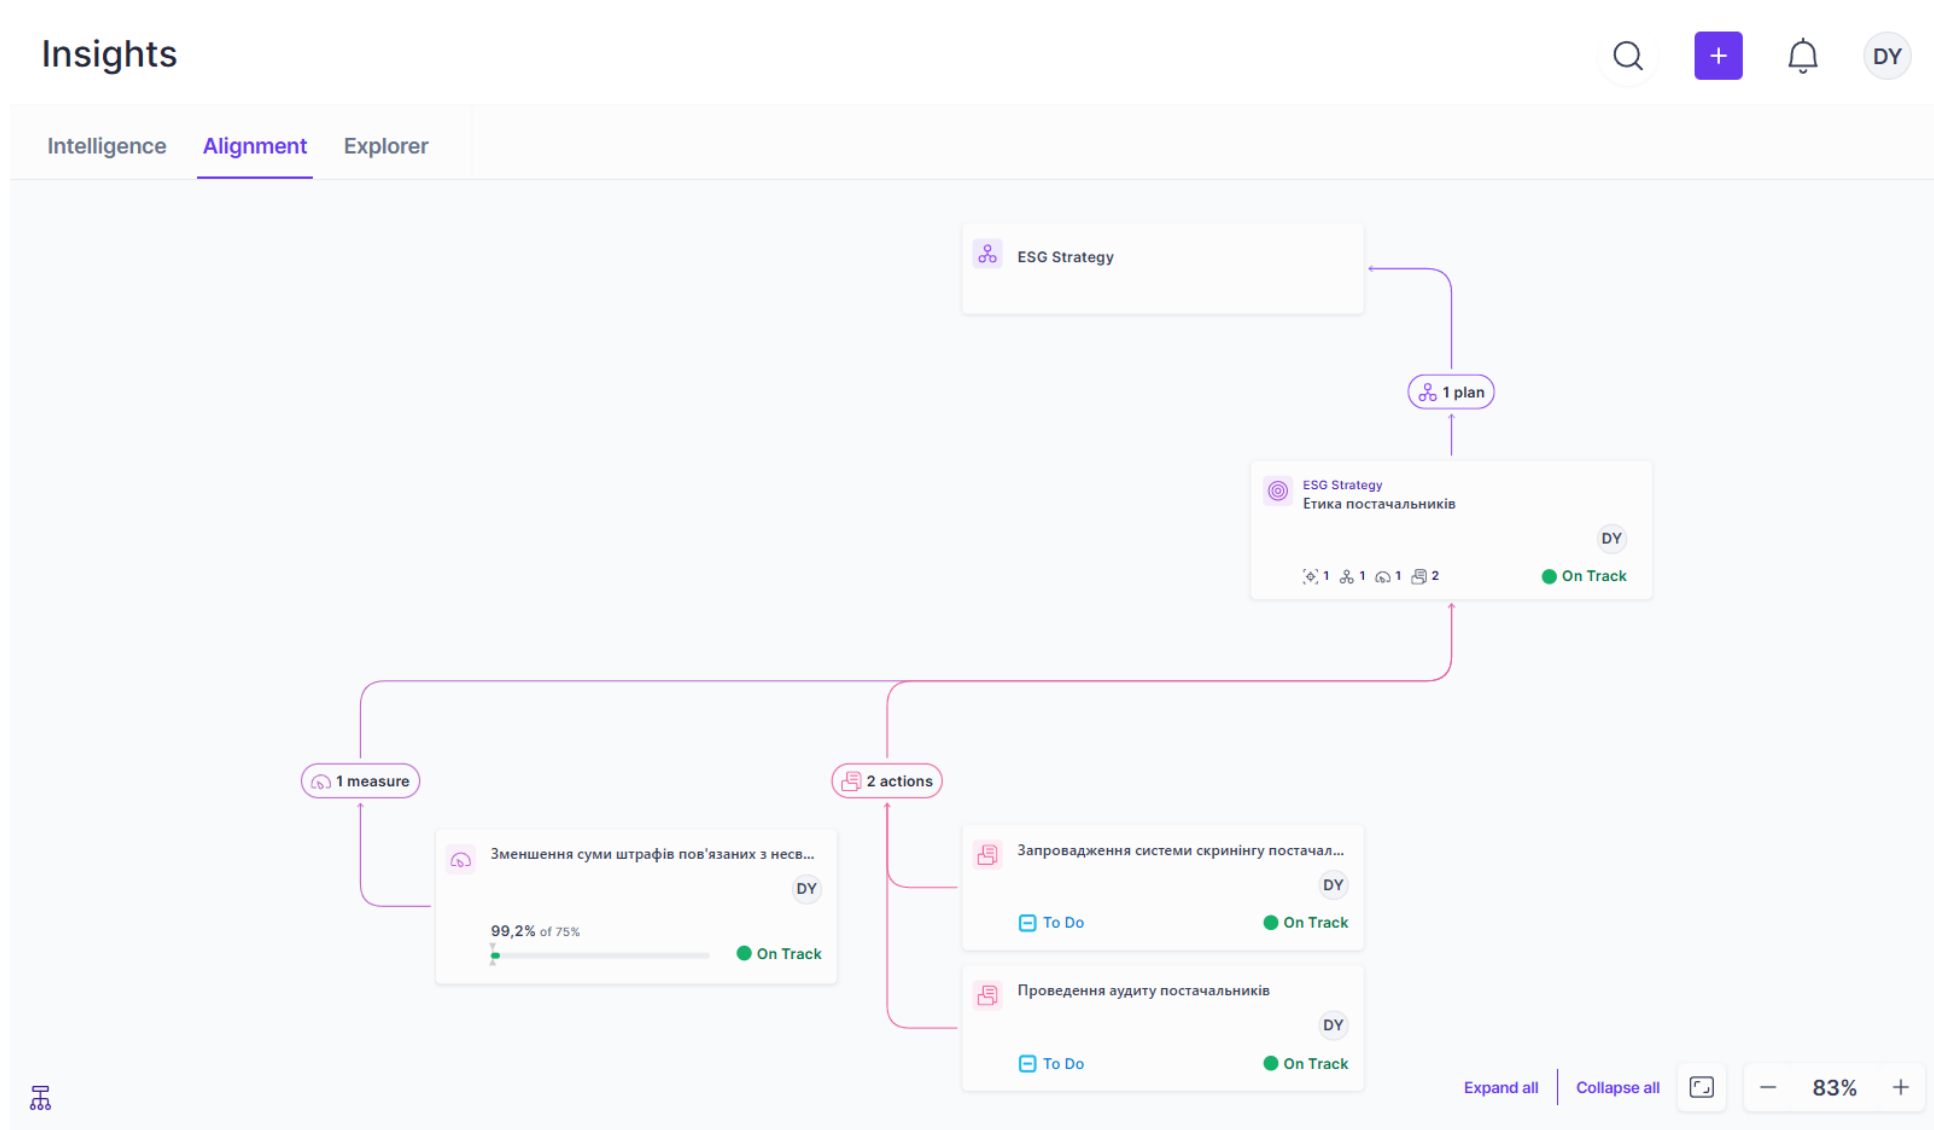 Insights
+
DY
Intelligence Alignment Explorer
ESG Strategy
1 plan
ESG Strategy
Етика постачальників
DY
1 1 1 2
On Track
1 measure
2 actions
Зменшення суми штрафів пов'язаних з несв...
DY
99,2% of 75%
On Track
Запровадження системи скринінгу постачал...
DY
To Do On Track
Проведення аудиту постачальників
DY
To Do On Track
Expand all Collapse all
− 83% +